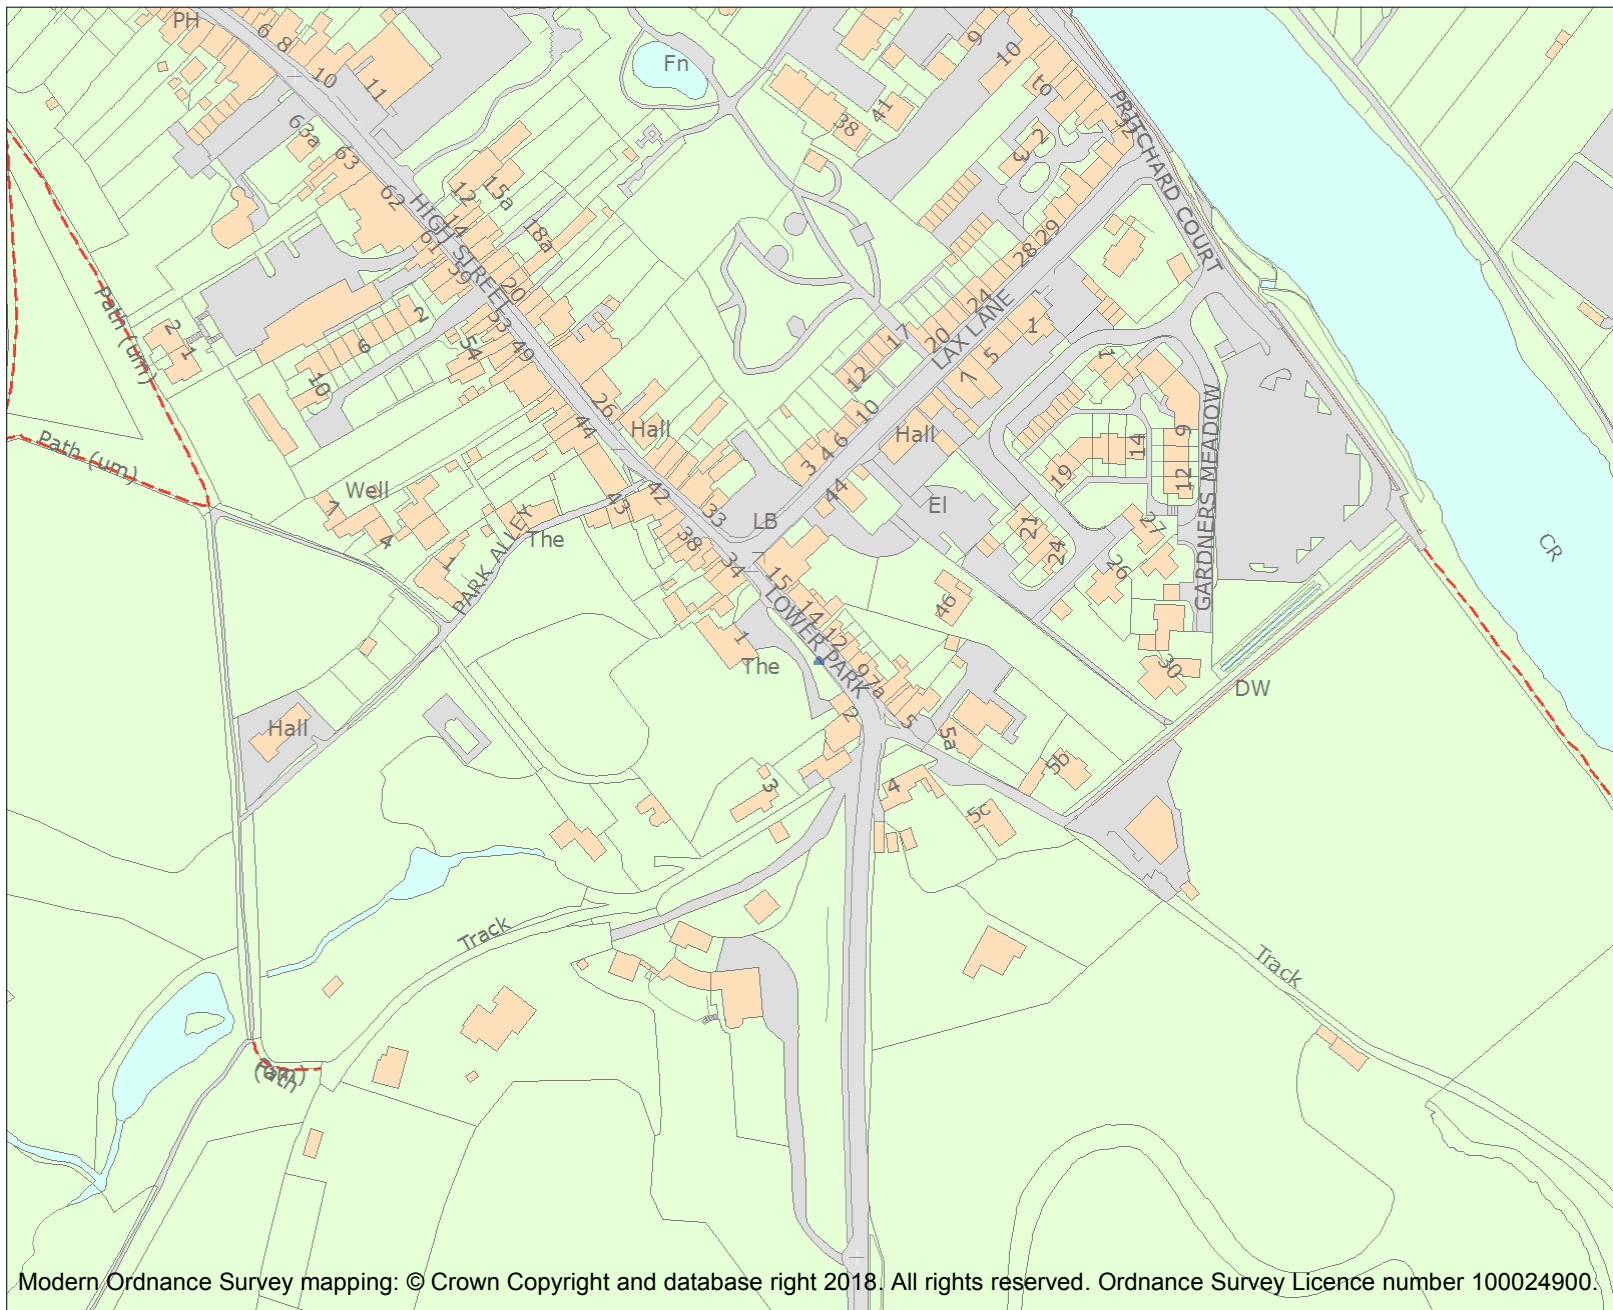 PH
6
8
10
11
Fn
9
10
to
32
38
41
2
3
PRITCHARD COURT
63a
63
62
12
15a
14
18a
HIGH STREET
61
59
20
53
49
54
2
6
10
2
1
Path (um)
Path (um)
28
29
24
20
17
12
10
LAX LANE
1
5
7
1
26
Hall
44
3
4
6
Hall
44
El
19
14
9
12
GARDNERS MEADOW
21
24
27
26
30
Well
1
4
1
PARK ALLEY
The
43
42
38
33
34
LB
15
14
12
LOWER PARK
9
7a
5
1
The
2
46
5a
5b
5c
4
3
DW
CR
Hall
Track
Track
Path
(um)
Modern Ordnance Survey mapping: © Crown Copyright and database right 2018. All rights reserved. Ordnance Survey Licence number 100024900.